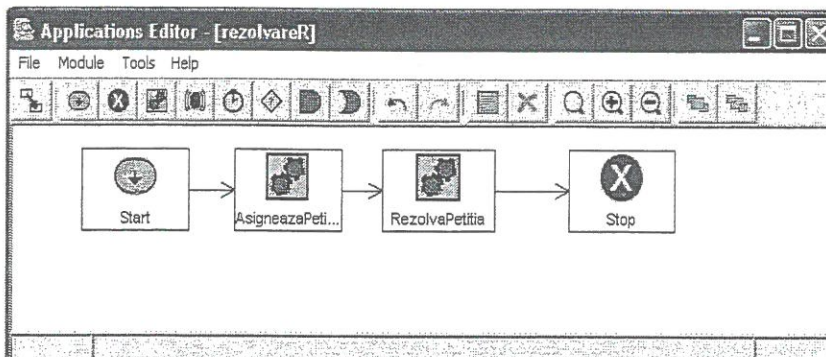 Applications Editor - [rezolvareR]
File Module Tools Help
Start
AsigneazaPeti...
RezolvaPetitia
Stop